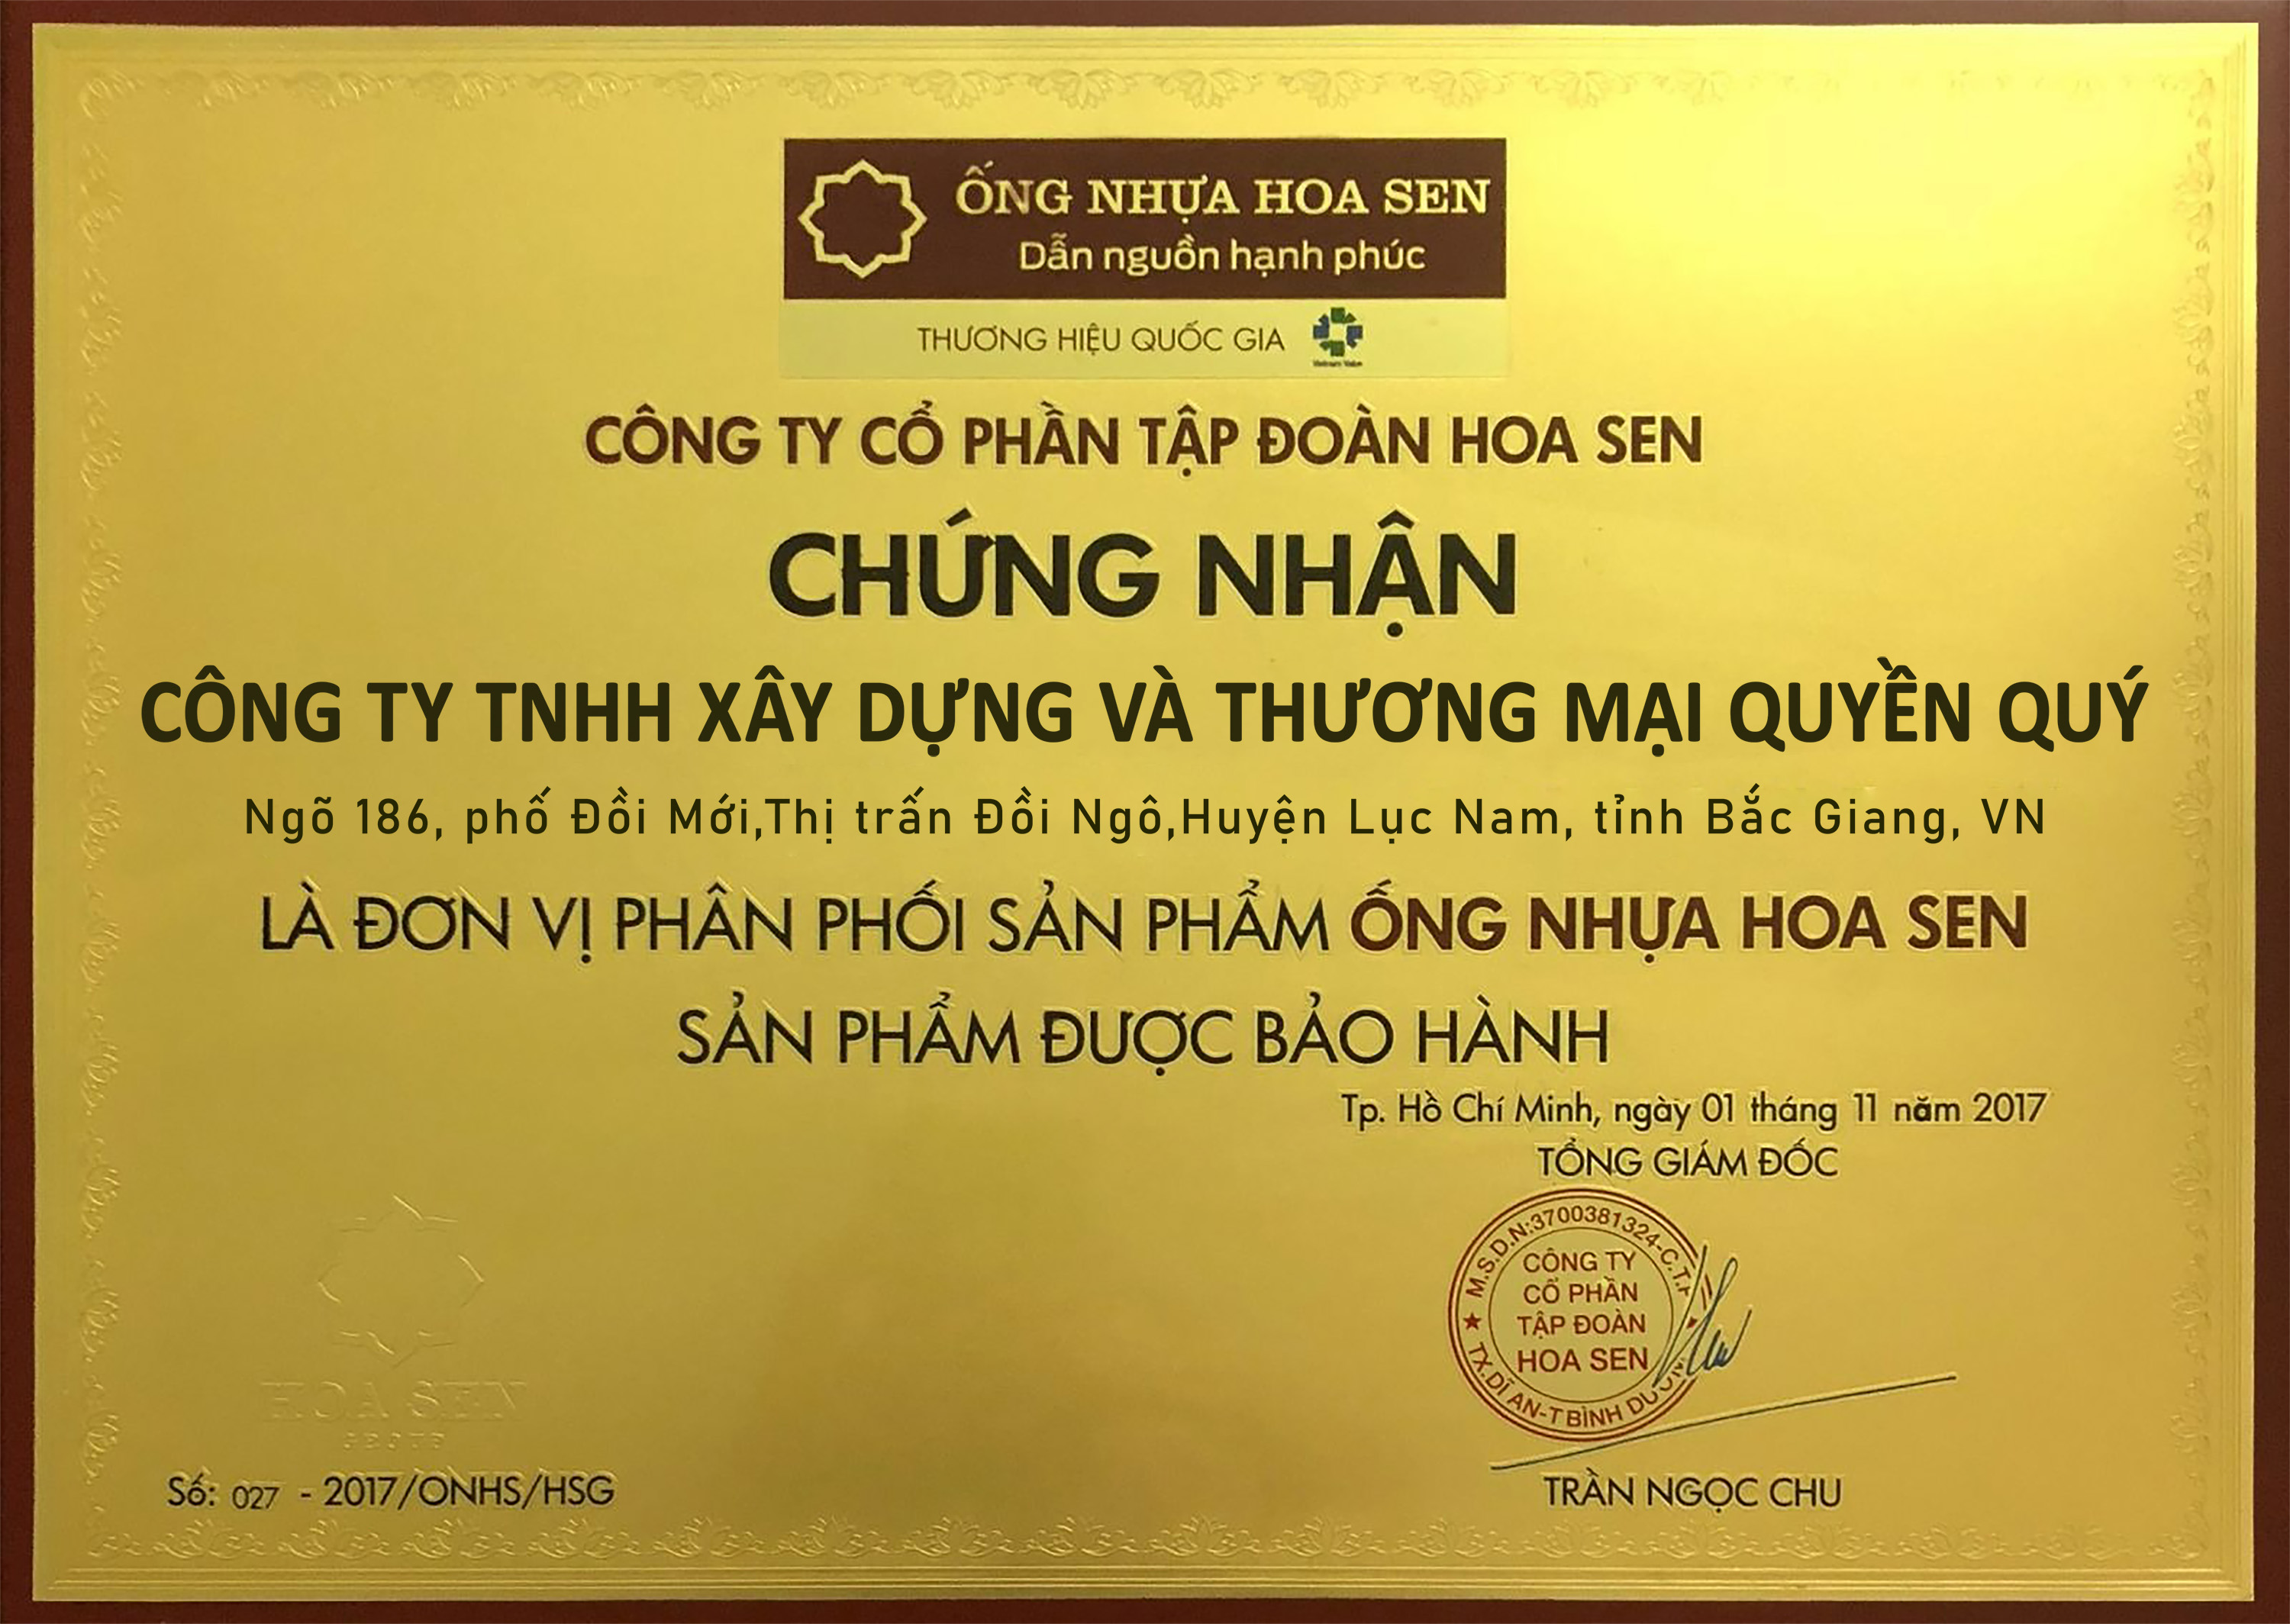 ỐNG NHỰA HOA SEN
Dẫn nguồn hạnh phúc
THƯƠNG HIỆU QUỐC GIA
Vietnam Value
CÔNG TY CỔ PHẦN TẬP ĐOÀN HOA SEN
CHỨNG NHẬN
CÔNG TY TNHH XÂY DỰNG VÀ THƯƠNG MẠI QUYỀN QUÝ
Ngõ 186, phố Đồi Mới,Thị trấn Đồi Ngô,Huyện Lục Nam, tỉnh Bắc Giang, VN
LÀ ĐƠN VỊ PHÂN PHỐI SẢN PHẨM ỐNG NHỰA HOA SEN
SẢN PHẨM ĐƯỢC BẢO HÀNH
Tp. Hồ Chí Minh, ngày 01 tháng 11 năm 2017
TỔNG GIÁM ĐỐC
M.S.D.N:3700381324-C.T.
CÔNG TY
CỔ PHẦN
TẬP ĐOÀN
HOA SEN
TX.DĨ AN-T BÌNH DƯƠNG
HOA SEN
GROUP
Số: 027 - 2017/ONHS/HSG
TRẦN NGỌC CHU